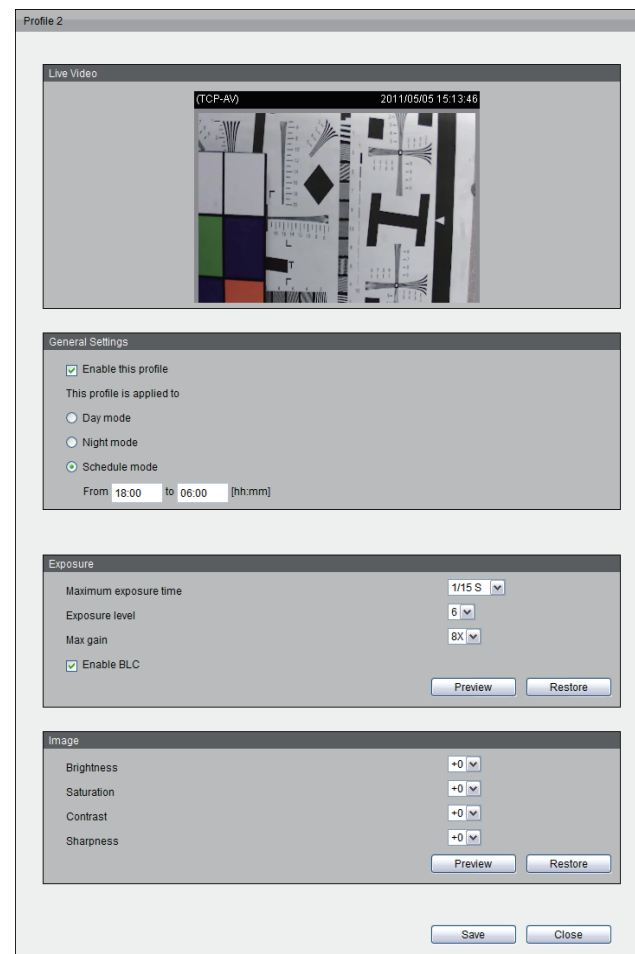 Profile 2
Live Video
(TCP-AV) 2011/05/05 15:13:46
L
T
L
General Settings
Enable this profile
This profile is applied to
Day mode
Night mode
Schedule mode
From 18:00 to 06:00 [hh:mm]
Exposure
Maximum exposure time 1/15 S
Exposure level 6
Max gain 8X
Enable BLC
Preview Restore
Image
Brightness +0
Saturation +0
Contrast +0
Sharpness +0
Preview Restore
Save Close